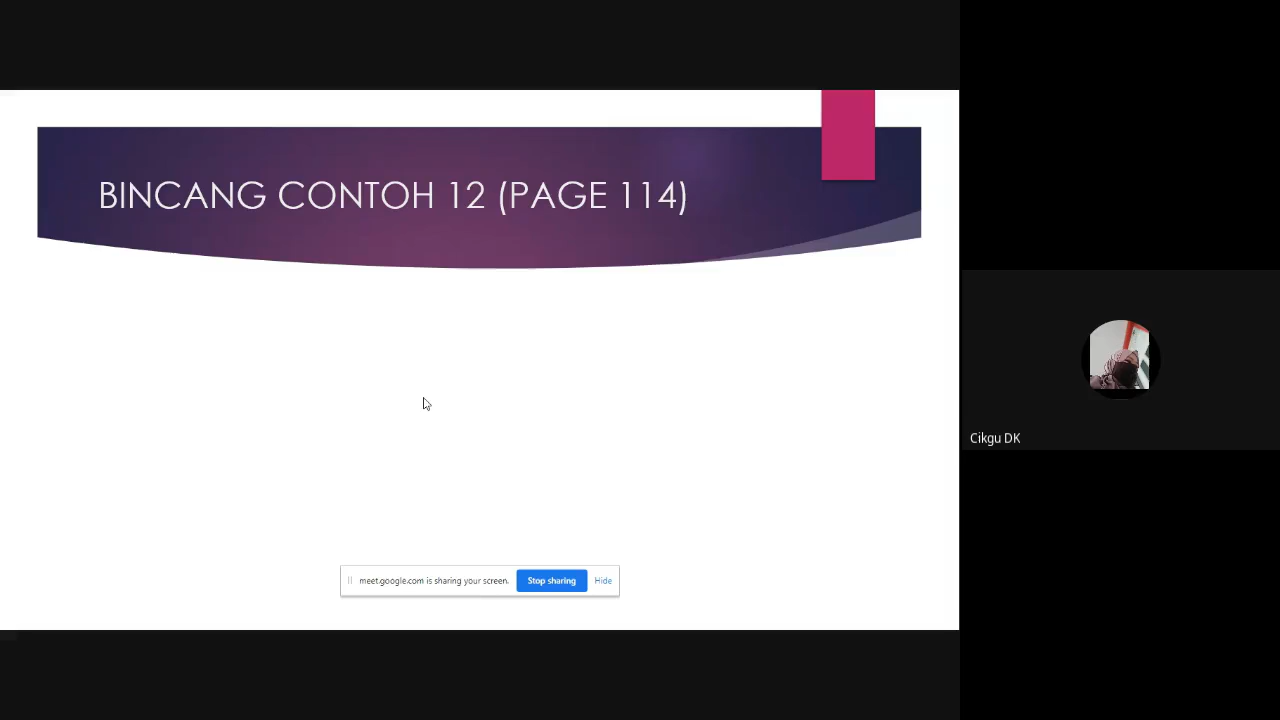 BINCANG CONTOH 12 (PAGE 114)
Cikgu DK
meet.google.com is sharing your screen. Stop sharing Hide